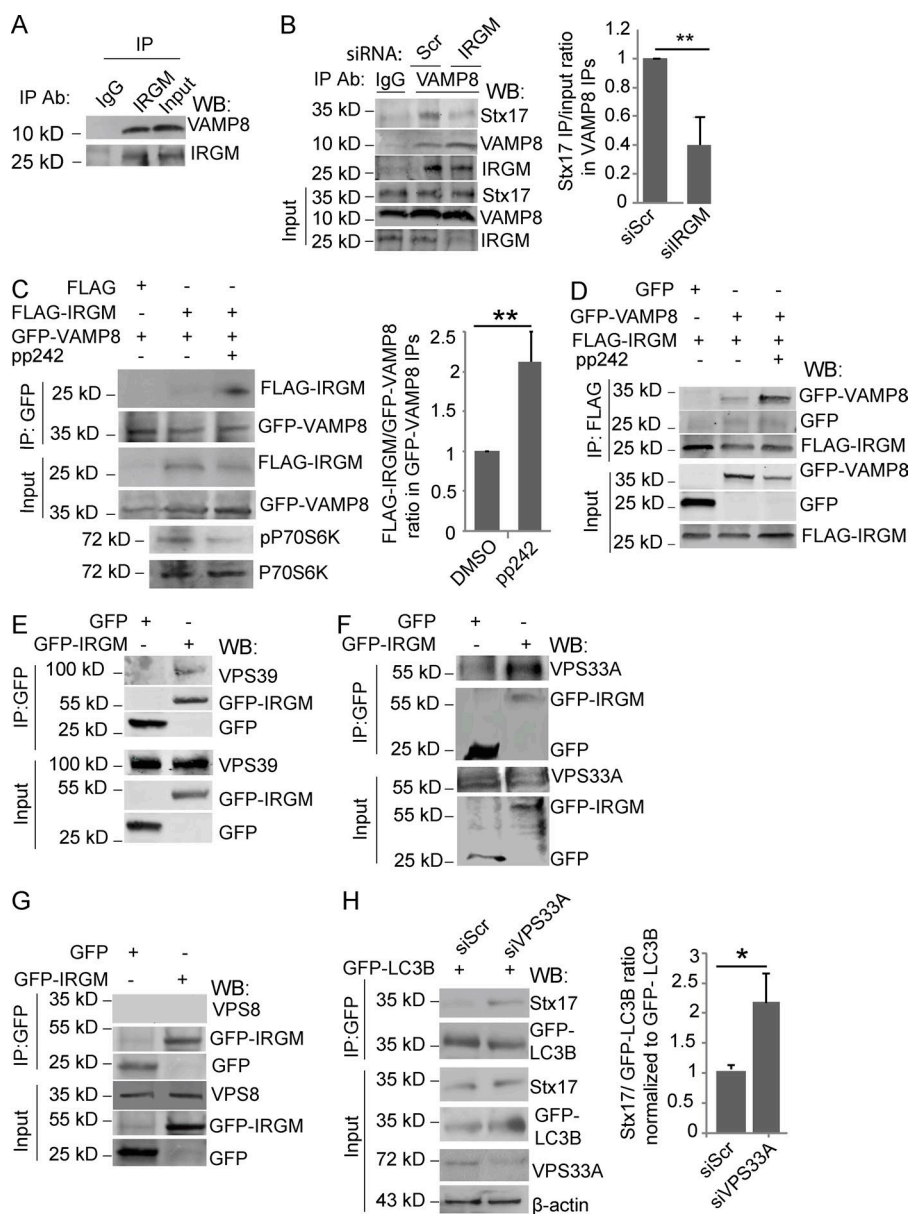 A
IP
IP Ab: IgG IRGM Input WB:
10 kD VAMP8
25 kD IRGM
B
siRNA: Scr IRGM
IP Ab: IgG VAMP8 WB:
35 kD Stx17
10 kD VAMP8
25 kD IRGM
Input
35 kD Stx17
10 kD VAMP8
25 kD IRGM
Stx17 IP/input ratio
in VAMP8 IPs
1.2
1
0.8
0.6
0.4
0.2
0
**
siScr siIRGM
C
FLAG + - -
FLAG-IRGM - + +
GFP-VAMP8 + + +
pp242 - - +
IP: GFP
25 kD FLAG-IRGM
35 kD GFP-VAMP8
Input
25 kD FLAG-IRGM
35 kD GFP-VAMP8
72 kD pP70S6K
72 kD P70S6K
FLAG-IRGM/GFP-VAMP8
ratio in GFP-VAMP8 IPs
2.5
2
1.5
1
0.5
0
**
DMSO pp242
D
GFP + - -
GFP-VAMP8 - + +
FLAG-IRGM + + +
pp242 - - +
WB:
IP: FLAG
35 kD GFP-VAMP8
25 kD GFP
25 kD FLAG-IRGM
Input
35 kD GFP-VAMP8
25 kD GFP
25 kD FLAG-IRGM
E
GFP + -
GFP-IRGM - + WB:
IP:GFP
100 kD VPS39
55 kD GFP-IRGM
25 kD GFP
Input
100 kD VPS39
55 kD GFP-IRGM
25 kD GFP
F
GFP + -
GFP-IRGM - + WB:
IP:GFP
55 kD VPS33A
55 kD GFP-IRGM
25 kD GFP
Input
VPS33A
55 kD GFP-IRGM
25 kD GFP
G
GFP + -
GFP-IRGM - + WB:
IP:GFP
35 kD VPS8
55 kD GFP-IRGM
25 kD GFP
Input
35 kD VPS8
55 kD GFP-IRGM
25 kD GFP
H
siScr siVPS33A
GFP-LC3B + + WB:
IP:GFP
35 kD Stx17
35 kD GFP-
LC3B
Input
35 kD Stx17
35 kD GFP-
LC3B
72 kD VPS33A
43 kD β-actin
Stx17/ GFP-LC3B ratio
normalized to GFP- LC3B
3
2.5
2
1.5
1
0.5
0
*
siScr siVPS33A